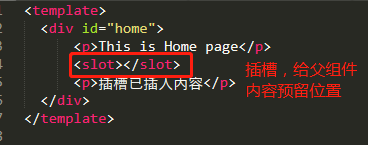 <template>
<div id="home">
<p>This is Home page</p>
<slot></slot>
<p>插槽已插入内容</p>
</div>
</template>
插槽，给父组件
内容预留位置